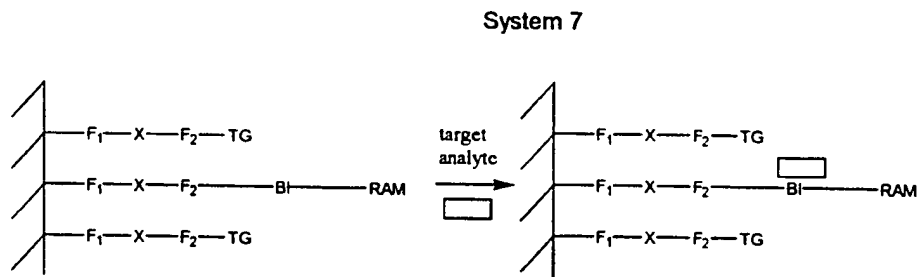 System 7
F₁—X—F₂—TG
F₁—X—F₂—BI—RAM
F₁—X—F₂—TG
target
analyte
F₁—X—F₂—TG
F₁—X—F₂—BI—RAM
F₁—X—F₂—TG